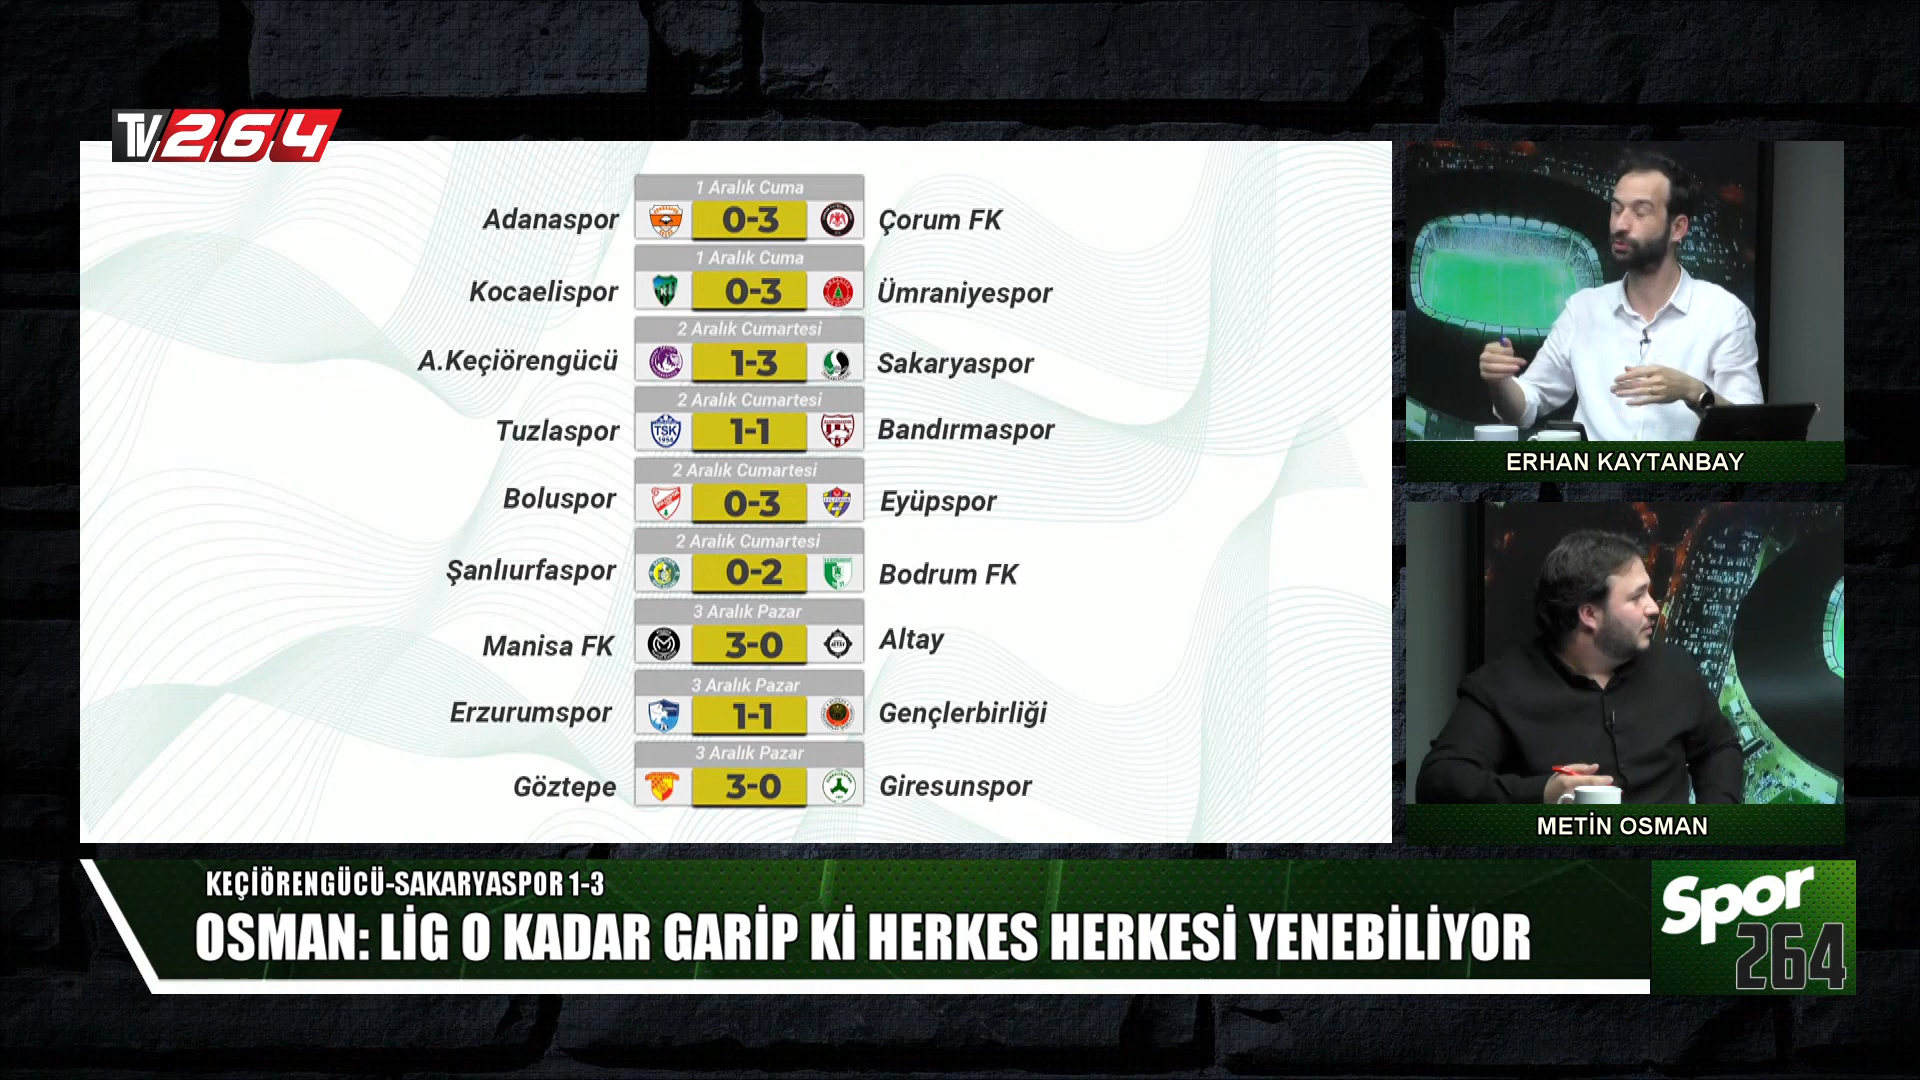 TV264
1 Aralık Cuma
Adanaspor 0-3 Çorum FK
1 Aralık Cuma
Kocaelispor 0-3 Ümraniyespor
2 Aralık Cumartesi
A.Keçiörengücü 1-3 Sakaryaspor
2 Aralık Cumartesi
Tuzlaspor TSK 1-1 Bandırmaspor
2 Aralık Cumartesi
Boluspor 0-3 Eyüpspor
2 Aralık Cumartesi
Şanlıurfaspor 0-2 Bodrum FK
3 Aralık Pazar
Manisa FK 3-0 Altay
3 Aralık Pazar
Erzurumspor 1-1 Gençlerbirliği
3 Aralık Pazar
Göztepe 3-0 Giresunspor
ERHAN KAYTANBAY
METİN OSMAN
KEÇİÖRENGÜCÜ-SAKARYASPOR 1-3
OSMAN: LİG O KADAR GARİP Kİ HERKES HERKESİ YENEBİLİYOR
Spor
264